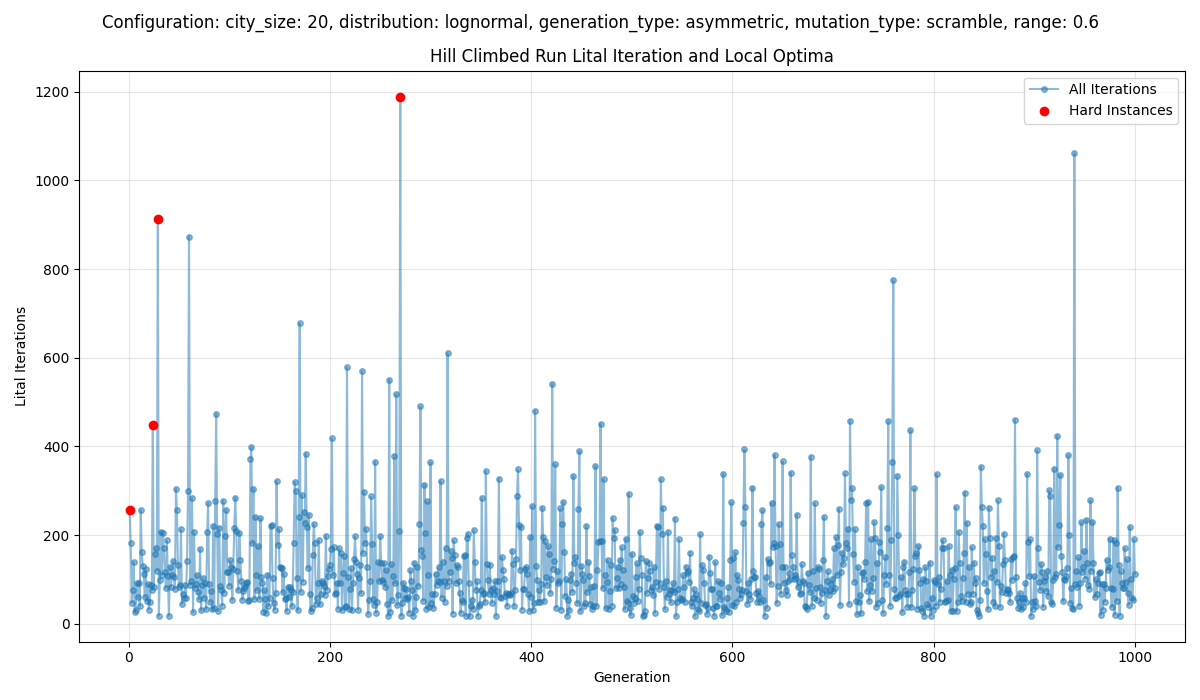 Configuration: city_size: 20, distribution: lognormal, generation_type: asymmetric, mutation_type: scramble, range: 0.6
Hill Climbed Run Lital Iteration and Local Optima
All Iterations
Hard Instances
1200
1000
800
600
400
200
0
Lital Iterations
0 200 400 600 800 1000
Generation